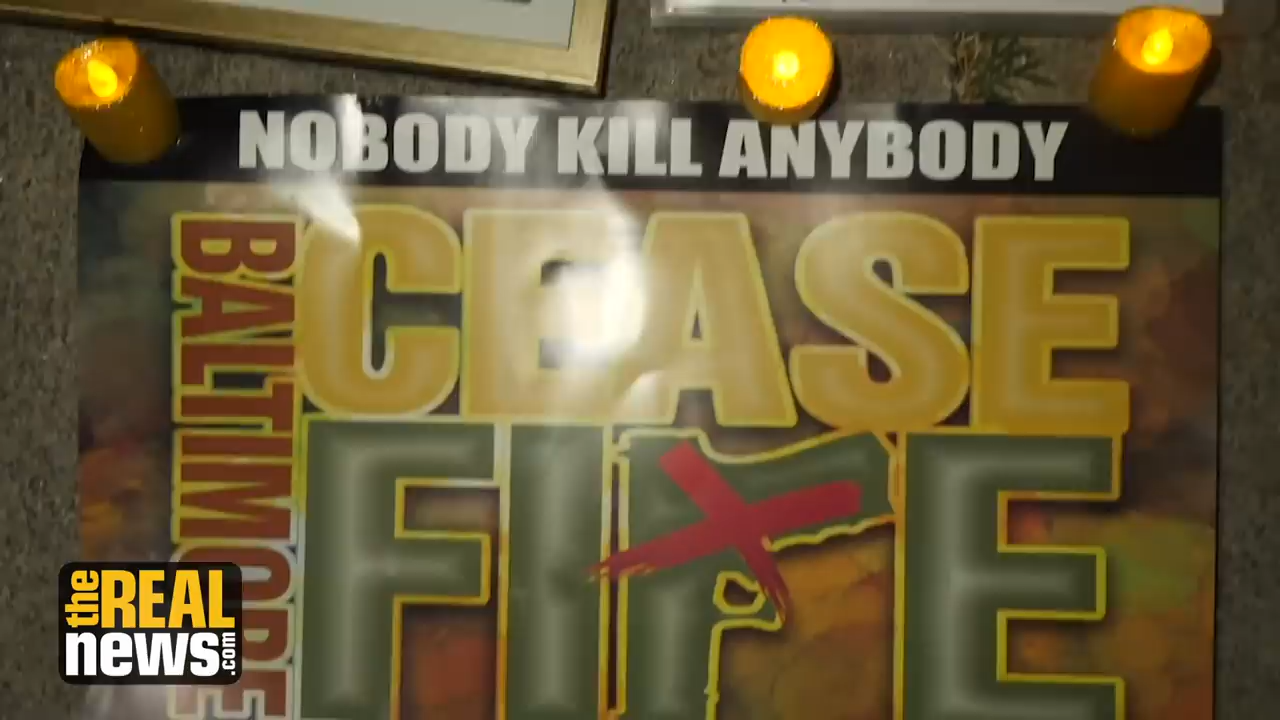 NOBODY KILL ANYBODY
BALTIMORE
CEASE
FIRE
the REAL
news.com